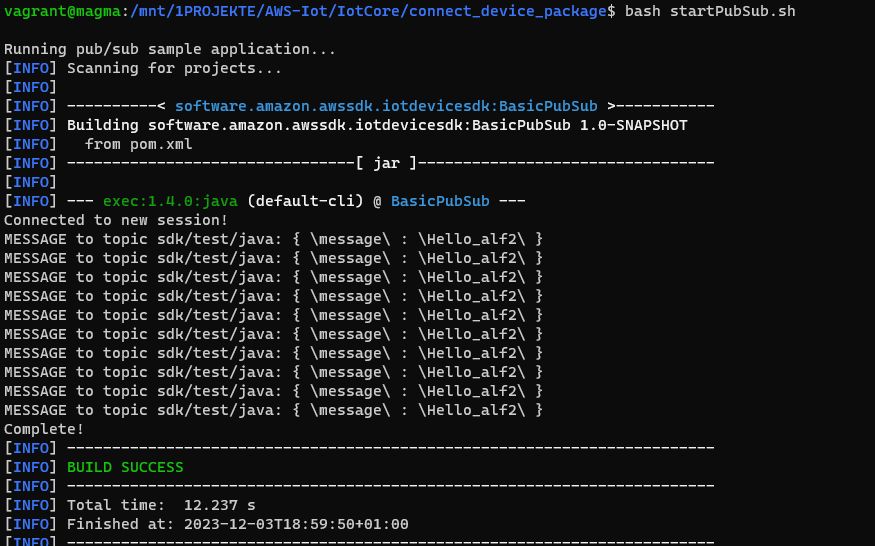 vagrant@magma:/mnt/1PROJEKTE/AWS-Iot/IotCore/connect_device_package$ bash startPubSub.sh
Running pub/sub sample application...
[INFO] Scanning for projects...
[INFO]
[INFO] ----------< software.amazon.awssdk.iotdevicesdk:BasicPubSub >-----------
[INFO] Building software.amazon.awssdk.iotdevicesdk:BasicPubSub 1.0-SNAPSHOT
[INFO]   from pom.xml
[INFO] --------------------------------[ jar ]---------------------------------
[INFO]
[INFO] --- exec:1.4.0:java (default-cli) @ BasicPubSub ---
Connected to new session!
MESSAGE to topic sdk/test/java: { \message\ : \Hello_alf2\ }
MESSAGE to topic sdk/test/java: { \message\ : \Hello_alf2\ }
MESSAGE to topic sdk/test/java: { \message\ : \Hello_alf2\ }
MESSAGE to topic sdk/test/java: { \message\ : \Hello_alf2\ }
MESSAGE to topic sdk/test/java: { \message\ : \Hello_alf2\ }
MESSAGE to topic sdk/test/java: { \message\ : \Hello_alf2\ }
MESSAGE to topic sdk/test/java: { \message\ : \Hello_alf2\ }
MESSAGE to topic sdk/test/java: { \message\ : \Hello_alf2\ }
MESSAGE to topic sdk/test/java: { \message\ : \Hello_alf2\ }
MESSAGE to topic sdk/test/java: { \message\ : \Hello_alf2\ }
Complete!
[INFO] ------------------------------------------------------------------------
[INFO] BUILD SUCCESS
[INFO] ------------------------------------------------------------------------
[INFO] Total time:  12.237 s
[INFO] Finished at: 2023-12-03T18:59:50+01:00
[INFO] ------------------------------------------------------------------------